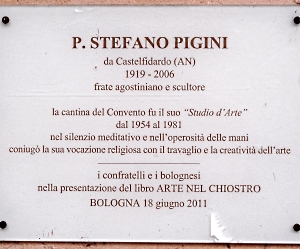 P. STEFANO PIGINI
da Castelfidardo (AN)
1919 - 2006
frate agostiniano e scultore
la cantina del Convento fu il suo "Studio d'Arte"
dal 1954 al 1981
nel silenzio meditativo e nell'operosità delle mani
coniugò la sua vocazione religiosa con il travaglio e la creatività dell'arte
i confratelli e i bolognesi
nella presentazione del libro ARTE NEL CHIOSTRO
BOLOGNA 18 giugno 2011